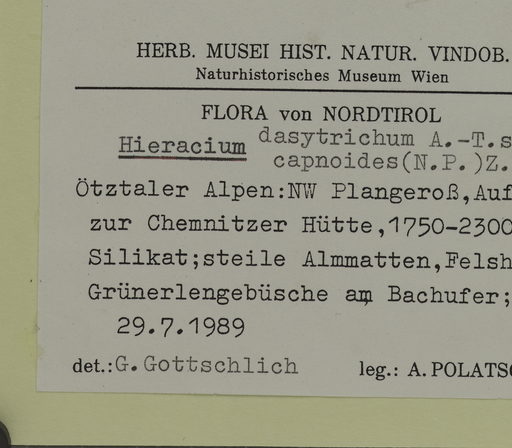 HERB. MUSEI HIST. NATUR. VINDOB.
Naturhistorisches Museum Wien
FLORA von NORDTIROL
Hieracium dasytrichum A.-T.s
capnoides(N.P.)Z.
Ötztaler Alpen:NW Plangeroß,Auf
zur Chemnitzer Hütte,1750-2300
Silikat;steile Almmatten,Felsh
Grünerlengebüsche am Bachufer;
29.7.1989
det.:G.Gottschlich leg.: A. POLATS